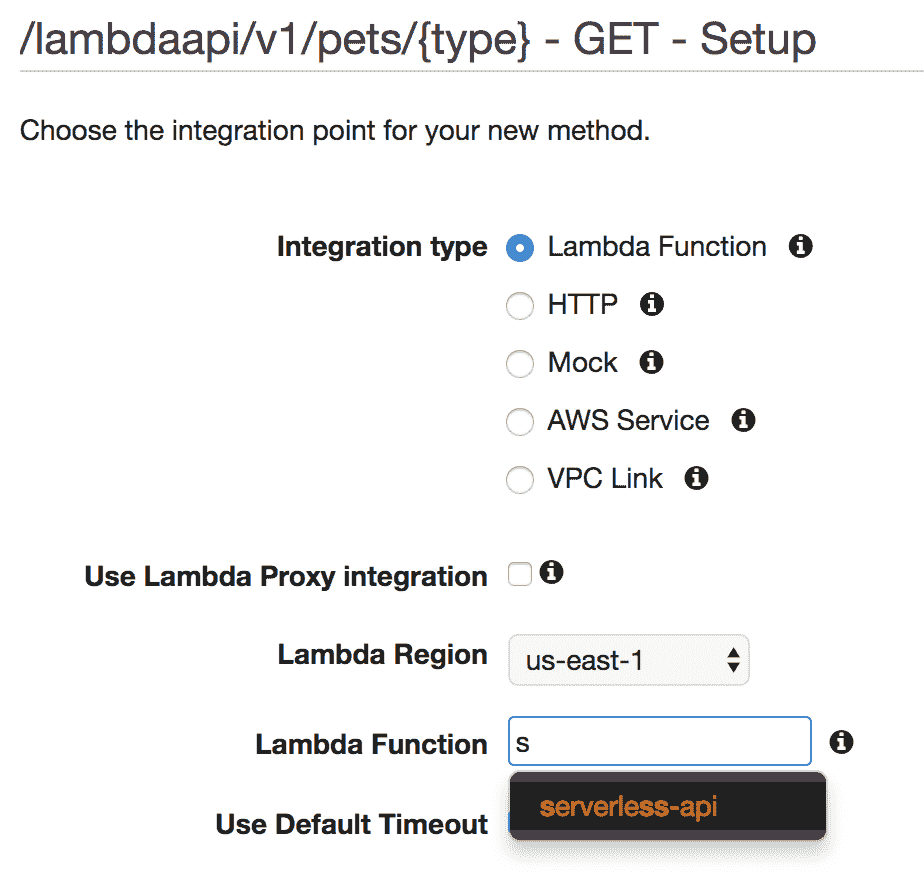 /lambdaapi/v1/pets/{type} - GET - Setup
Choose the integration point for your new method.
Integration type Lambda Function
HTTP
Mock
AWS Service
VPC Link
Use Lambda Proxy integration
Lambda Region us-east-1
Lambda Function s
serverless-api
Use Default Timeout